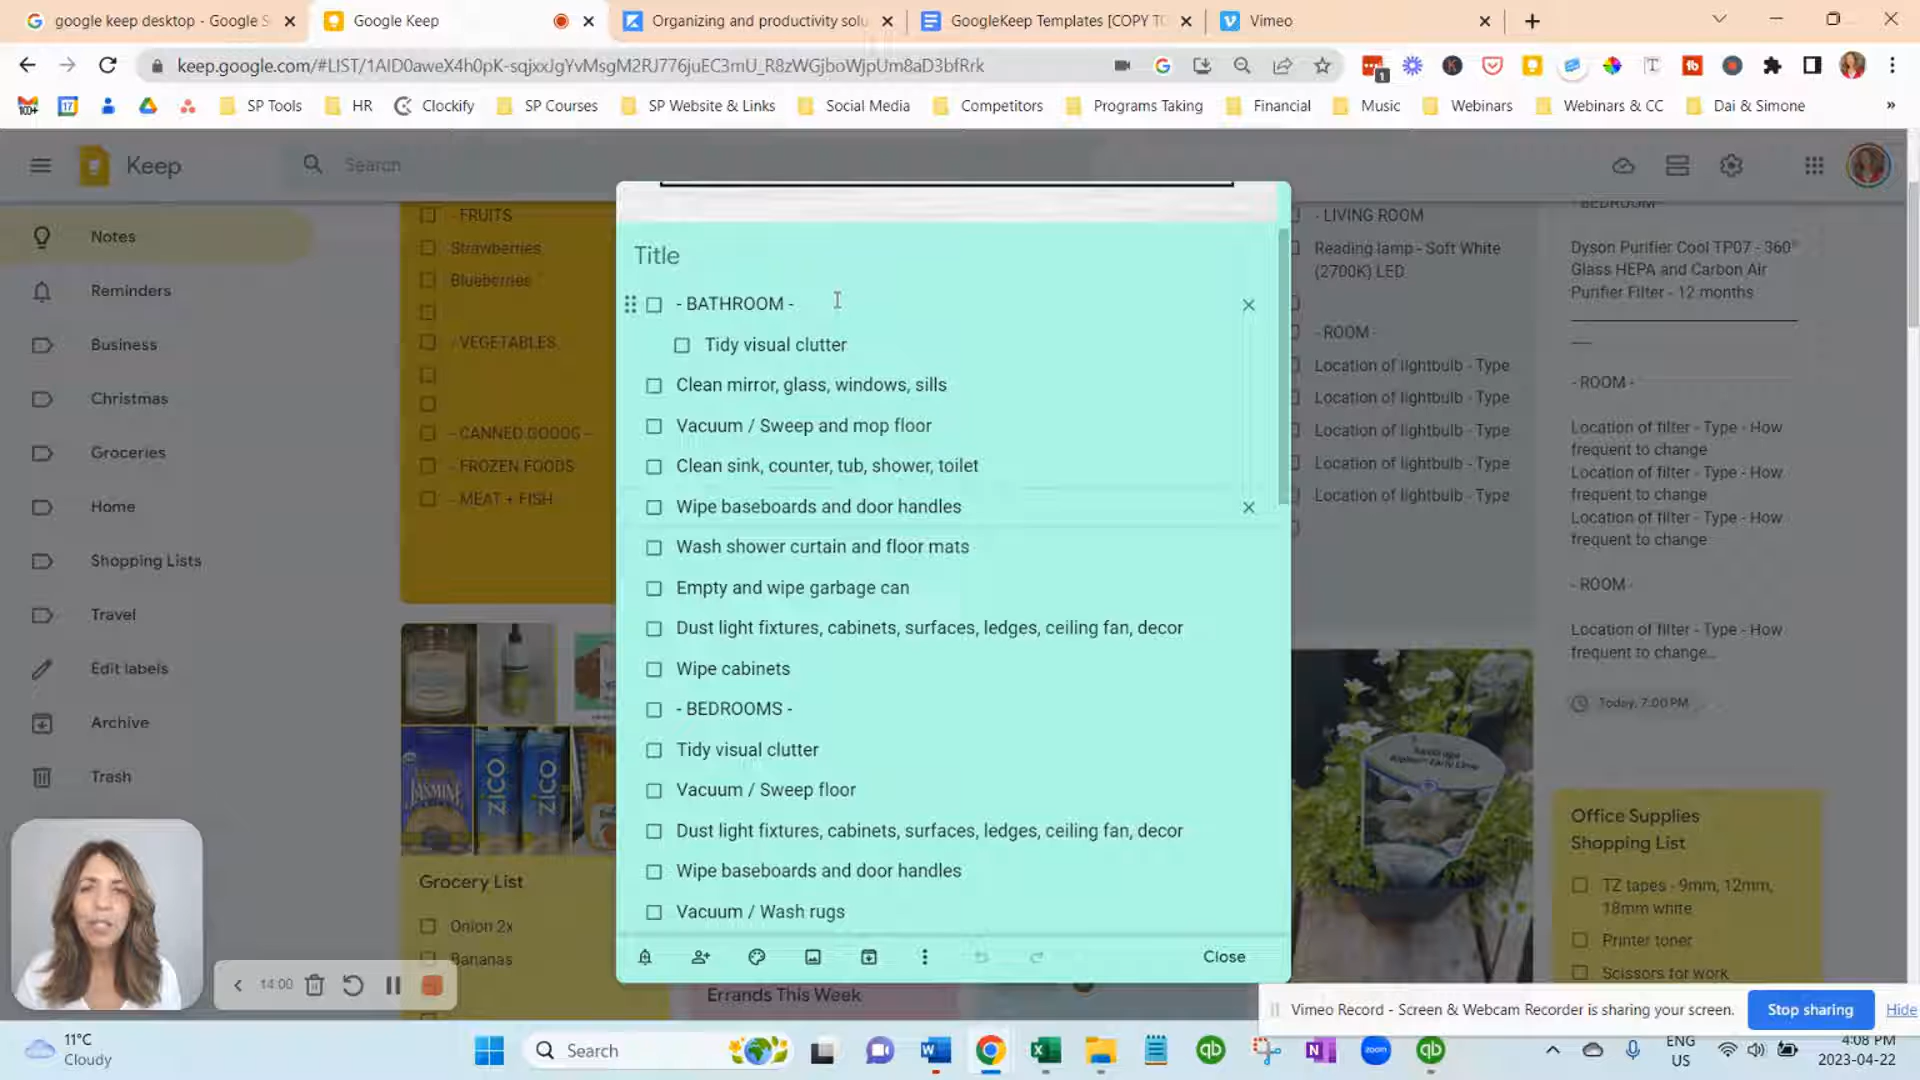 google keep desktop - Google S
Google Keep
Organizing and productivity solu
GoogleKeep Templates [COPY TO
Vimeo
keep.google.com/#LIST/1AID0aweX4h0pK-sqjxxJgYvMsgM2RJ776juEC3mU_R8zWGjboWjpUm8aD3bfRrk
SP Tools
HR
Clockify
SP Courses
SP Website & Links
Social Media
Competitors
Programs Taking
Financial
Music
Webinars
Webinars & CC
Dai & Simone
Keep
Search
Notes
Reminders
Business
Christmas
Groceries
Home
Shopping Lists
Travel
Edit labels
Archive
Trash
- FRUITS
Strawberries
Blueberries
- VEGETABLES
- CANNED GOODG -
- FROZEN FOODS
- MEAT + FISH
JASMINE
ZICO
ZICO
Grocery List
Onion 2x
Bananas
Title
- BATHROOM -
Tidy visual clutter
Clean mirror, glass, windows, sills
Vacuum / Sweep and mop floor
Clean sink, counter, tub, shower, toilet
Wipe baseboards and door handles
Wash shower curtain and floor mats
Empty and wipe garbage can
Dust light fixtures, cabinets, surfaces, ledges, ceiling fan, decor
Wipe cabinets
- BEDROOMS -
Tidy visual clutter
Vacuum / Sweep floor
Dust light fixtures, cabinets, surfaces, ledges, ceiling fan, decor
Wipe baseboards and door handles
Vacuum / Wash rugs
Close
Errands This Week
- LIVING ROOM
Reading lamp - Soft White
(2700K) LED
- ROOM -
Location of lightbulb - Type
Location of lightbulb - Type
Location of lightbulb - Type
Location of lightbulb - Type
Location of lightbulb - Type
- BEDROOM -
Dyson Purifier Cool TP07 - 360°
Glass HEPA and Carbon Air
Purifier Filter - 12 months
- ROOM -
Location of filter - Type - How
frequent to change
Location of filter - Type - How
frequent to change
Location of filter - Type - How
frequent to change
- ROOM
Location of filter - Type - How
frequent to change...
Today, 7:00 PM
Office Supplies
Shopping List
TZ tapes - 9mm, 12mm,
18mm white
Printer toner
Scissors for work
14:00
Vimeo Record - Screen & Webcam Recorder is sharing your screen.
Stop sharing
Hide
11°C
Cloudy
Search
zoom
ENG
US
4:08 PM
2023-04-22